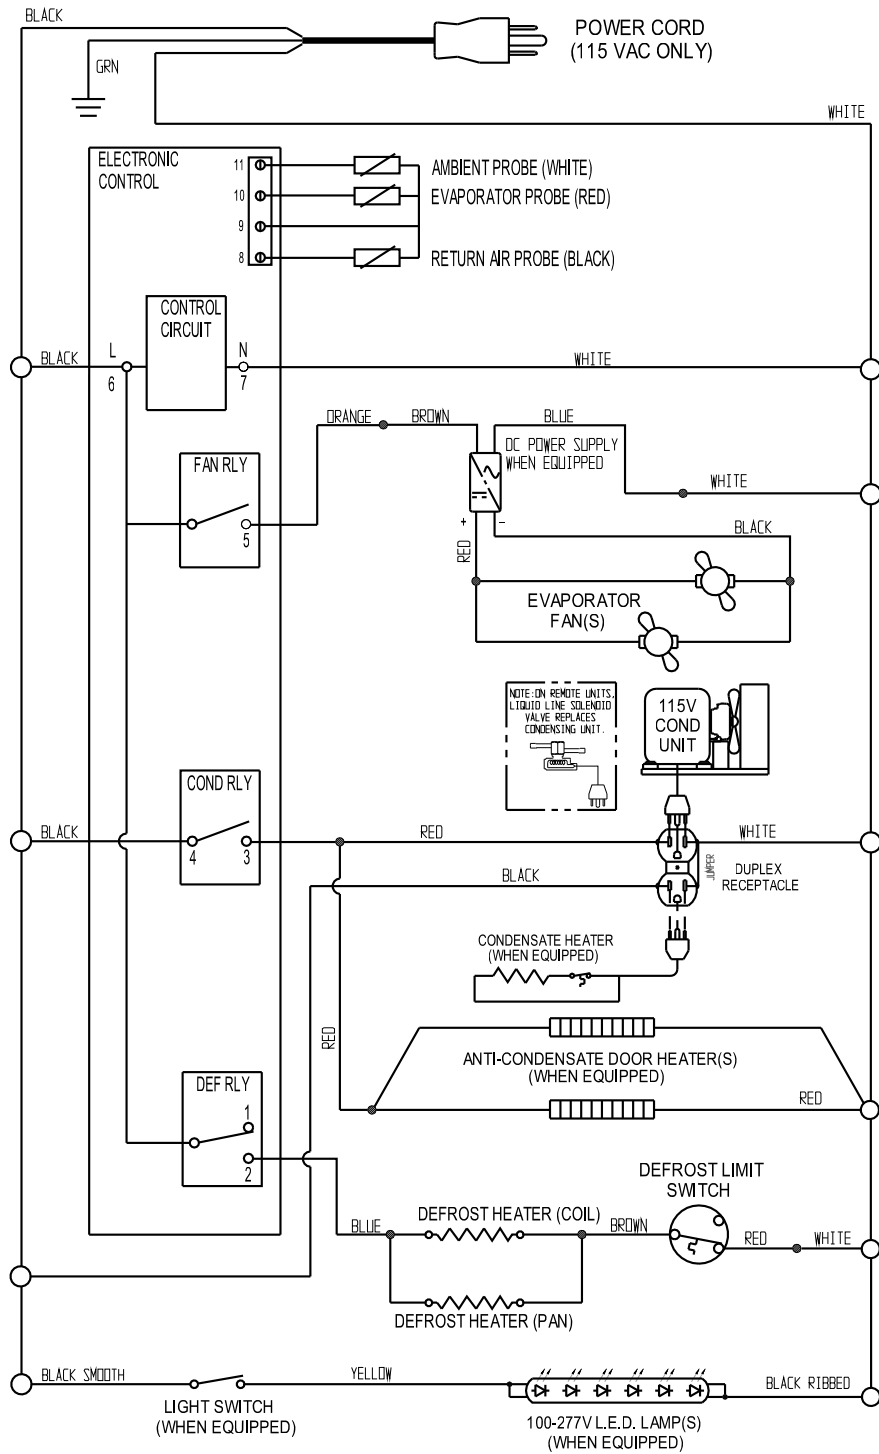 BLACK
POWER CORD
(115 VAC ONLY)
GRN
WHITE
ELECTRONIC
CONTROL
11
AMBIENT PROBE (WHITE)
10
EVAPORATOR PROBE (RED)
9
8
RETURN AIR PROBE (BLACK)
CONTROL
CIRCUIT
BLACK
L
6
N
7
WHITE
ORANGE
BROWN
BLUE
DC POWER SUPPLY
WHEN EQUIPPED
FAN RLY
WHITE
5
+
-
RED
BLACK
EVAPORATOR
FAN(S)
NOTE: ON REMOTE UNITS,
LIQUID LINE SOLENOID
VALVE REPLACES
CONDENSING UNIT.
115V
COND
UNIT
COND RLY
BLACK
4
3
RED
WHITE
JUMPER
DUPLEX
RECEPTACLE
BLACK
CONDENSATE HEATER
(WHEN EQUIPPED)
RED
ANTI-CONDENSATE DOOR HEATER(S)
(WHEN EQUIPPED)
RED
DEF RLY
1
2
DEFROST LIMIT
SWITCH
BLUE
DEFROST HEATER (COIL)
BROWN
RED
WHITE
DEFROST HEATER (PAN)
BLACK SMOOTH
YELLOW
BLACK RIBBED
LIGHT SWITCH
(WHEN EQUIPPED)
100-277V L.E.D. LAMP(S)
(WHEN EQUIPPED)